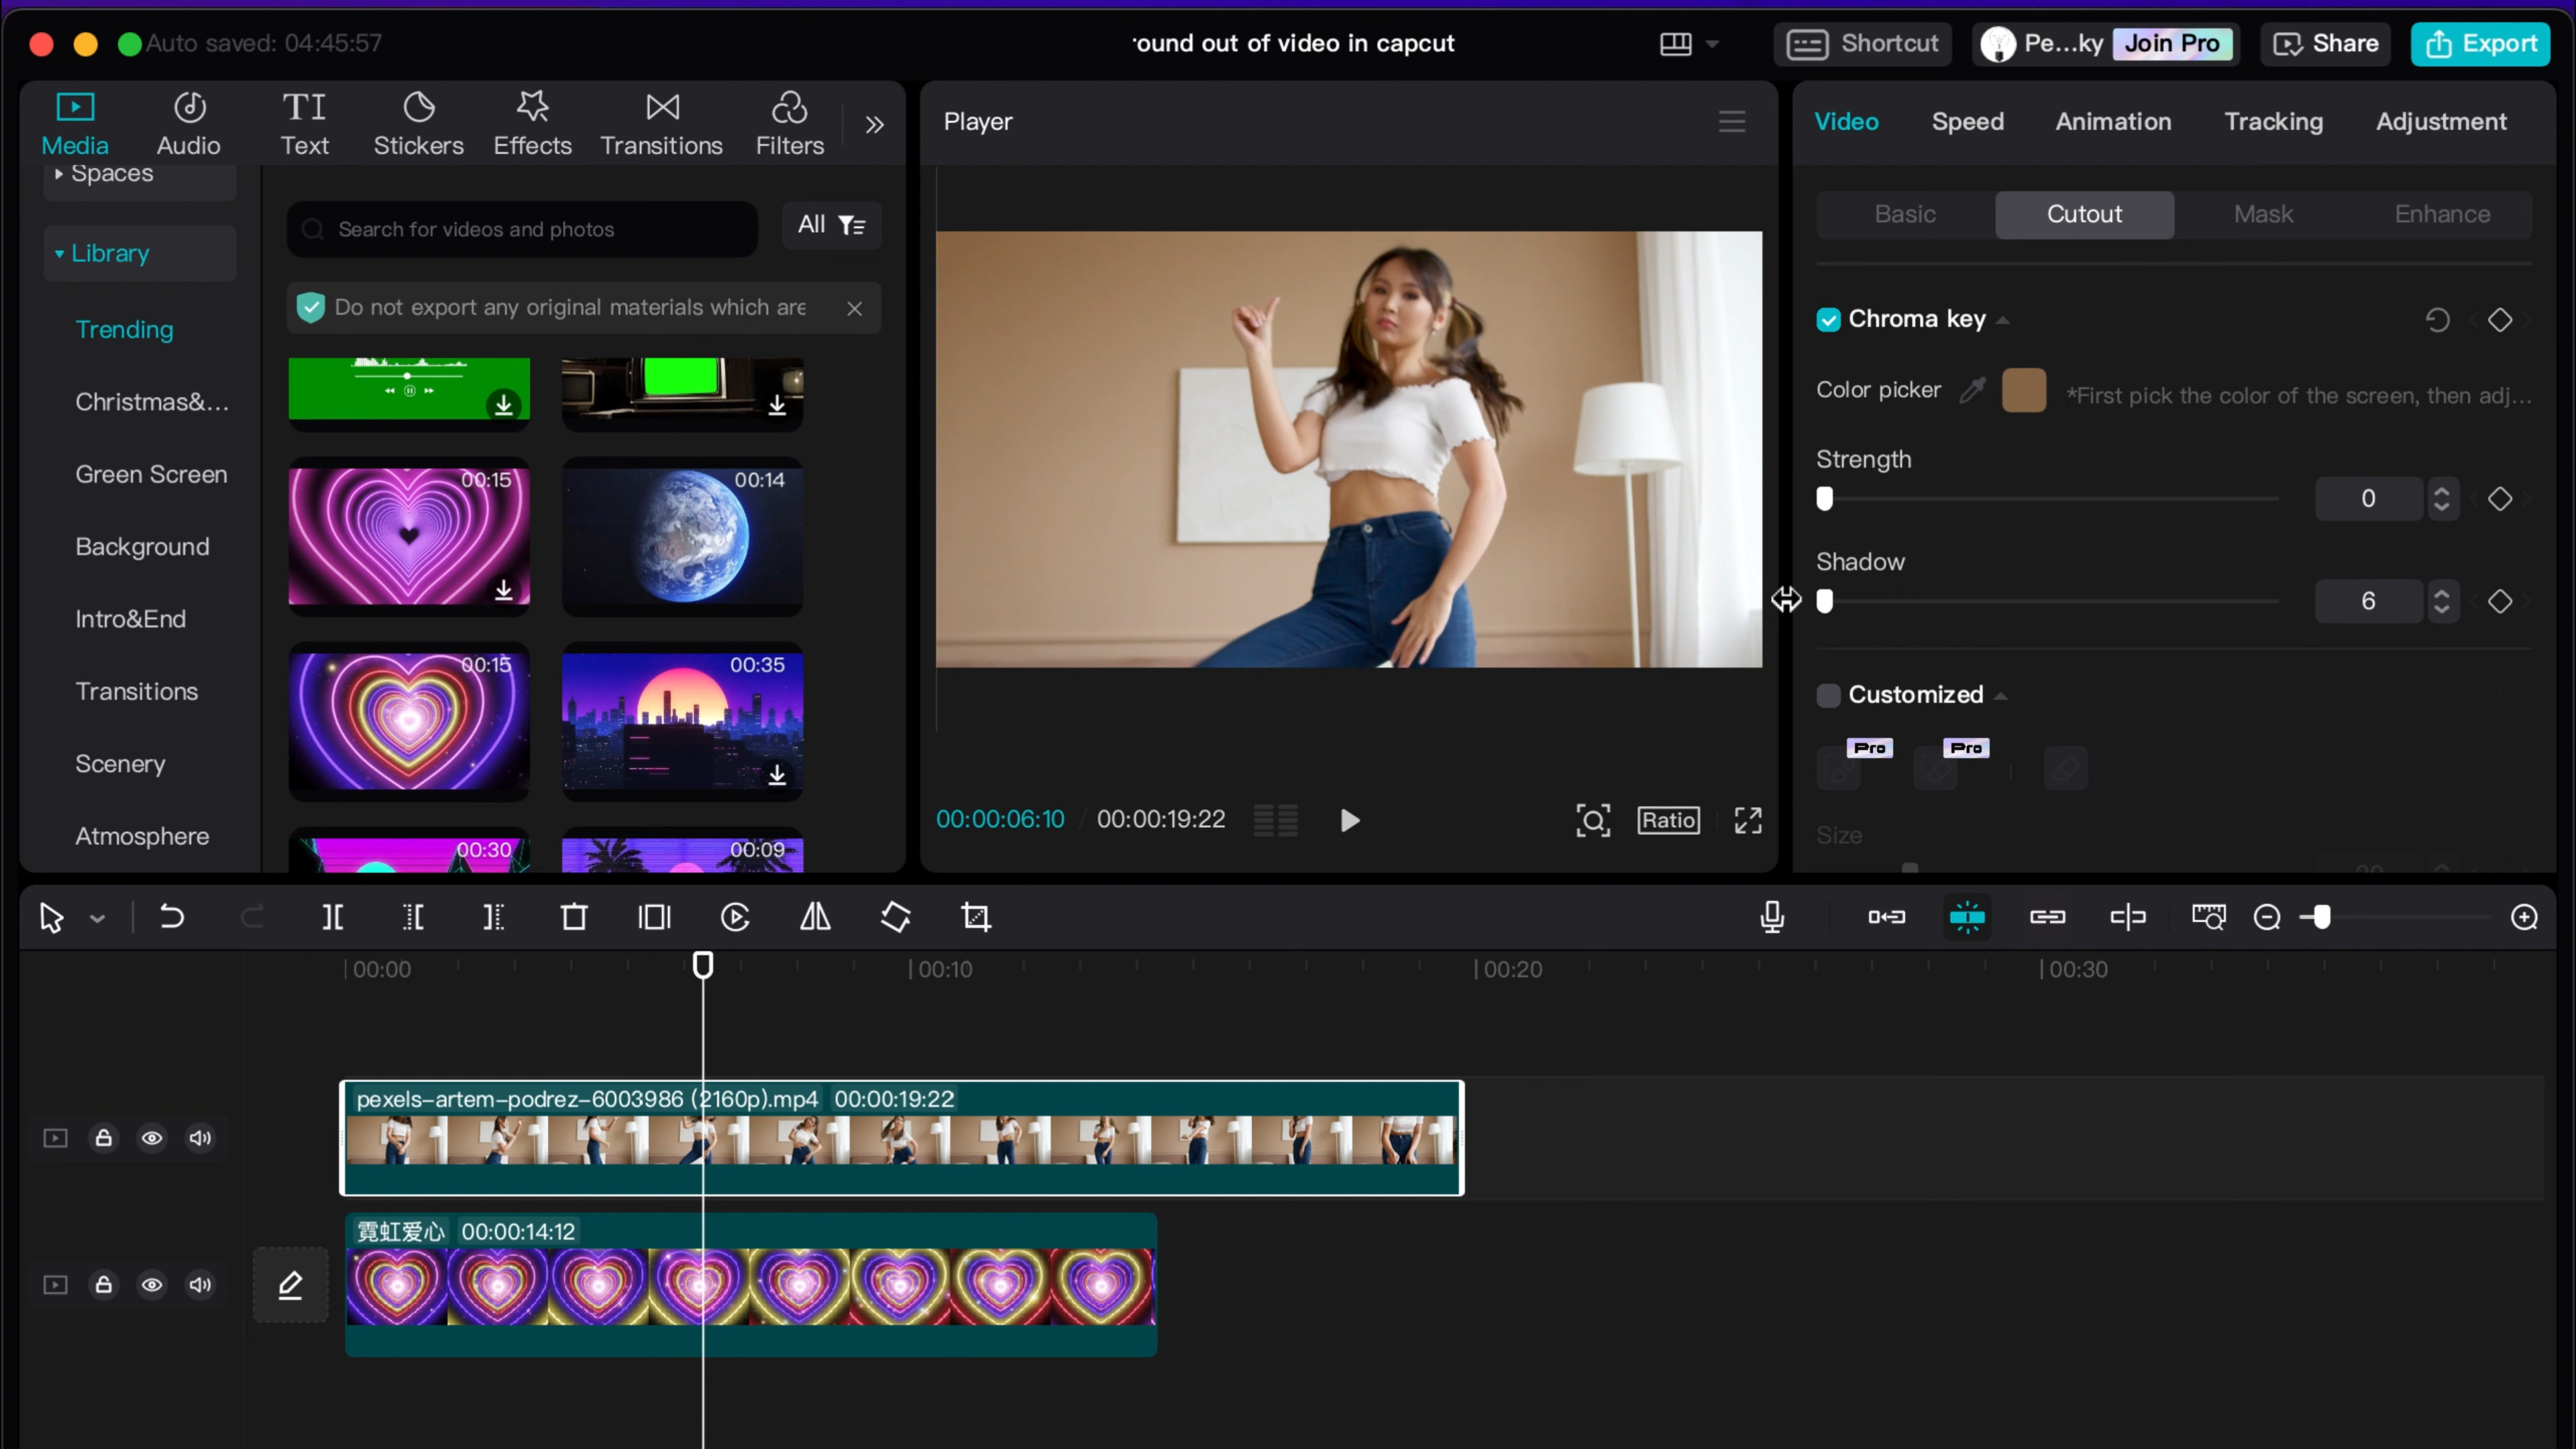 Auto saved: 04:45:57
round out of video in capcut
Shortcut
Pe...ky
Join Pro
Share
Export
Media
Audio
TI
Text
Stickers
Effects
Transitions
Filters
Spaces
Library
Trending
Christmas&...
Green Screen
Background
Intro&End
Transitions
Scenery
Atmosphere
Search for videos and photos
All
Do not export any original materials which are
00:15
00:14
00:15
00:35
00:30
00:09
Player
00:00:06:10 / 00:00:19:22
Ratio
Video
Speed
Animation
Tracking
Adjustment
Basic
Cutout
Mask
Enhance
Chroma key
Color picker
*First pick the color of the screen, then adj...
Strength
0
Shadow
6
Customized
Pro
Pro
Size
00:00
00:10
00:20
00:30
pexels-artem-podrez-6003986 (2160p).mp4 00:00:19:22
霓虹爱心 00:00:14:12